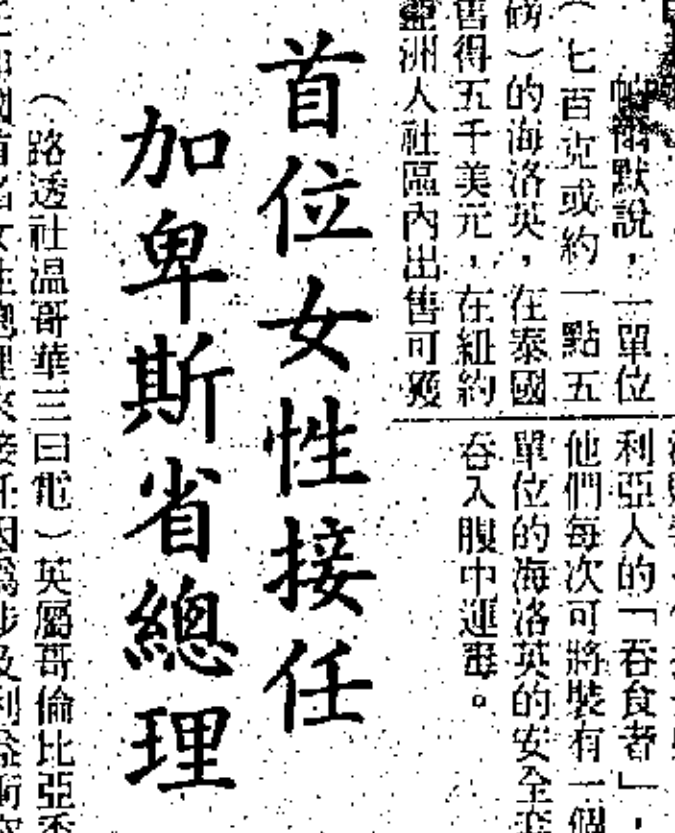 帕爾默說，一單位
（七百克或約一點五
磅）的海洛英，在泰國
售得五千美元，在紐約
亞洲人社區內出售可獲
利亞人的「吞食者」，
他們每次可將裝有一個
單位的海洛英的安全套
吞入腹中運毒。
首位女性接任
加卑斯省總理
（路透社温哥華三日電）英屬哥倫比亞